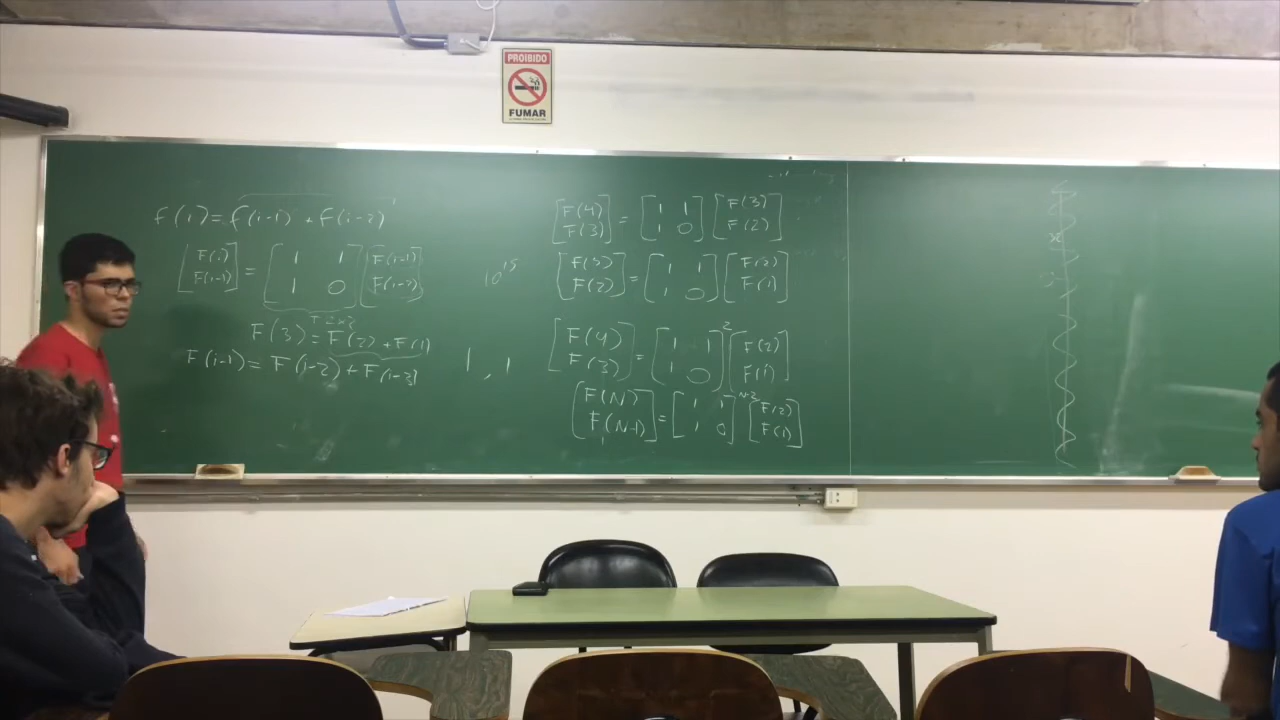 PROIBIDO
FUMAR
f(i) = f(i-1) + f(i-2)
[F(i) F(i-1)] = [1 1 1 0] [F(i-1) F(i-2)]
F(3) = F(2) + F(1)
F(i-1) = F(i-2) + F(i-3)
10^15
1, 1
[F(4) F(3)] = [1 1 1 0] [F(3) F(2)]
[F(3) F(2)] = [1 1 1 0] [F(2) F(1)]
[F(4) F(3)] = [1 1 1 0]^2 [F(2) F(1)]
[F(N) F(N-1)] = [1 1 1 0]^N-2 [F(2) F(1)]